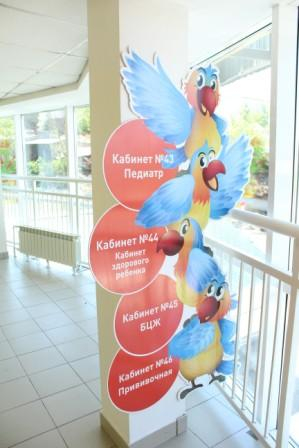 Кабинет №43
Педиатр
Кабинет №44
Кабинет
здорового
ребенка
Кабинет №45
БЦЖ
Кабинет №46
Прививочная